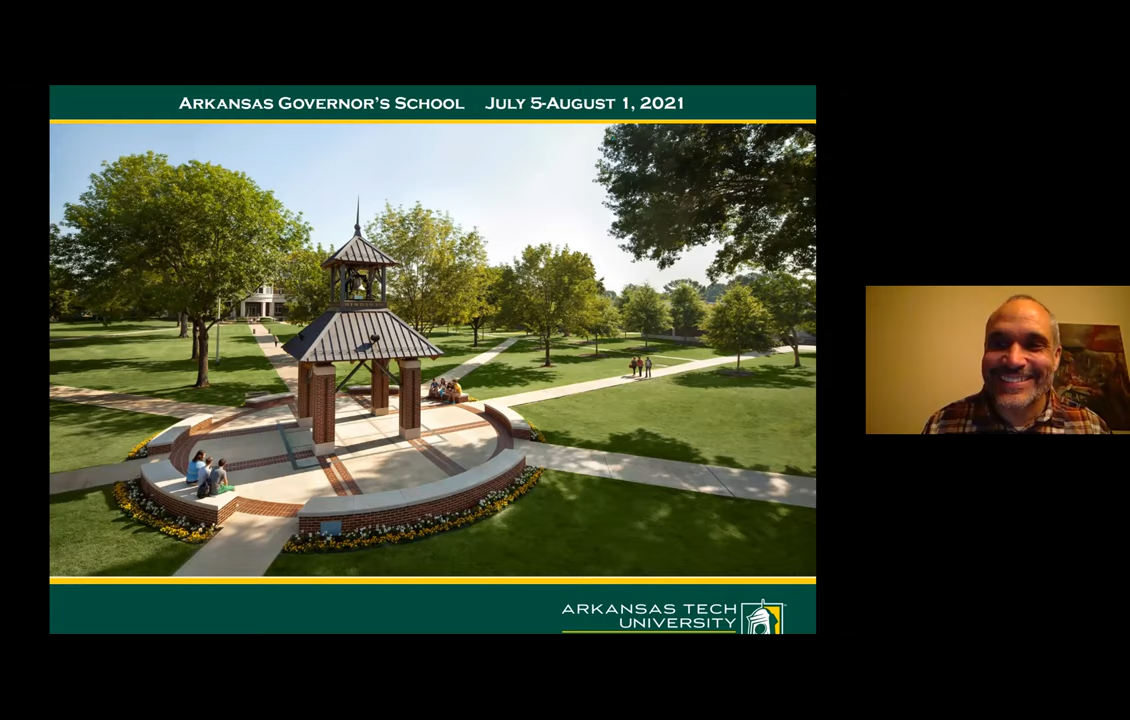 ARKANSAS GOVERNOR'S SCHOOL JULY 5-AUGUST 1, 2021
ARKANSAS TECH
UNIVERSITY